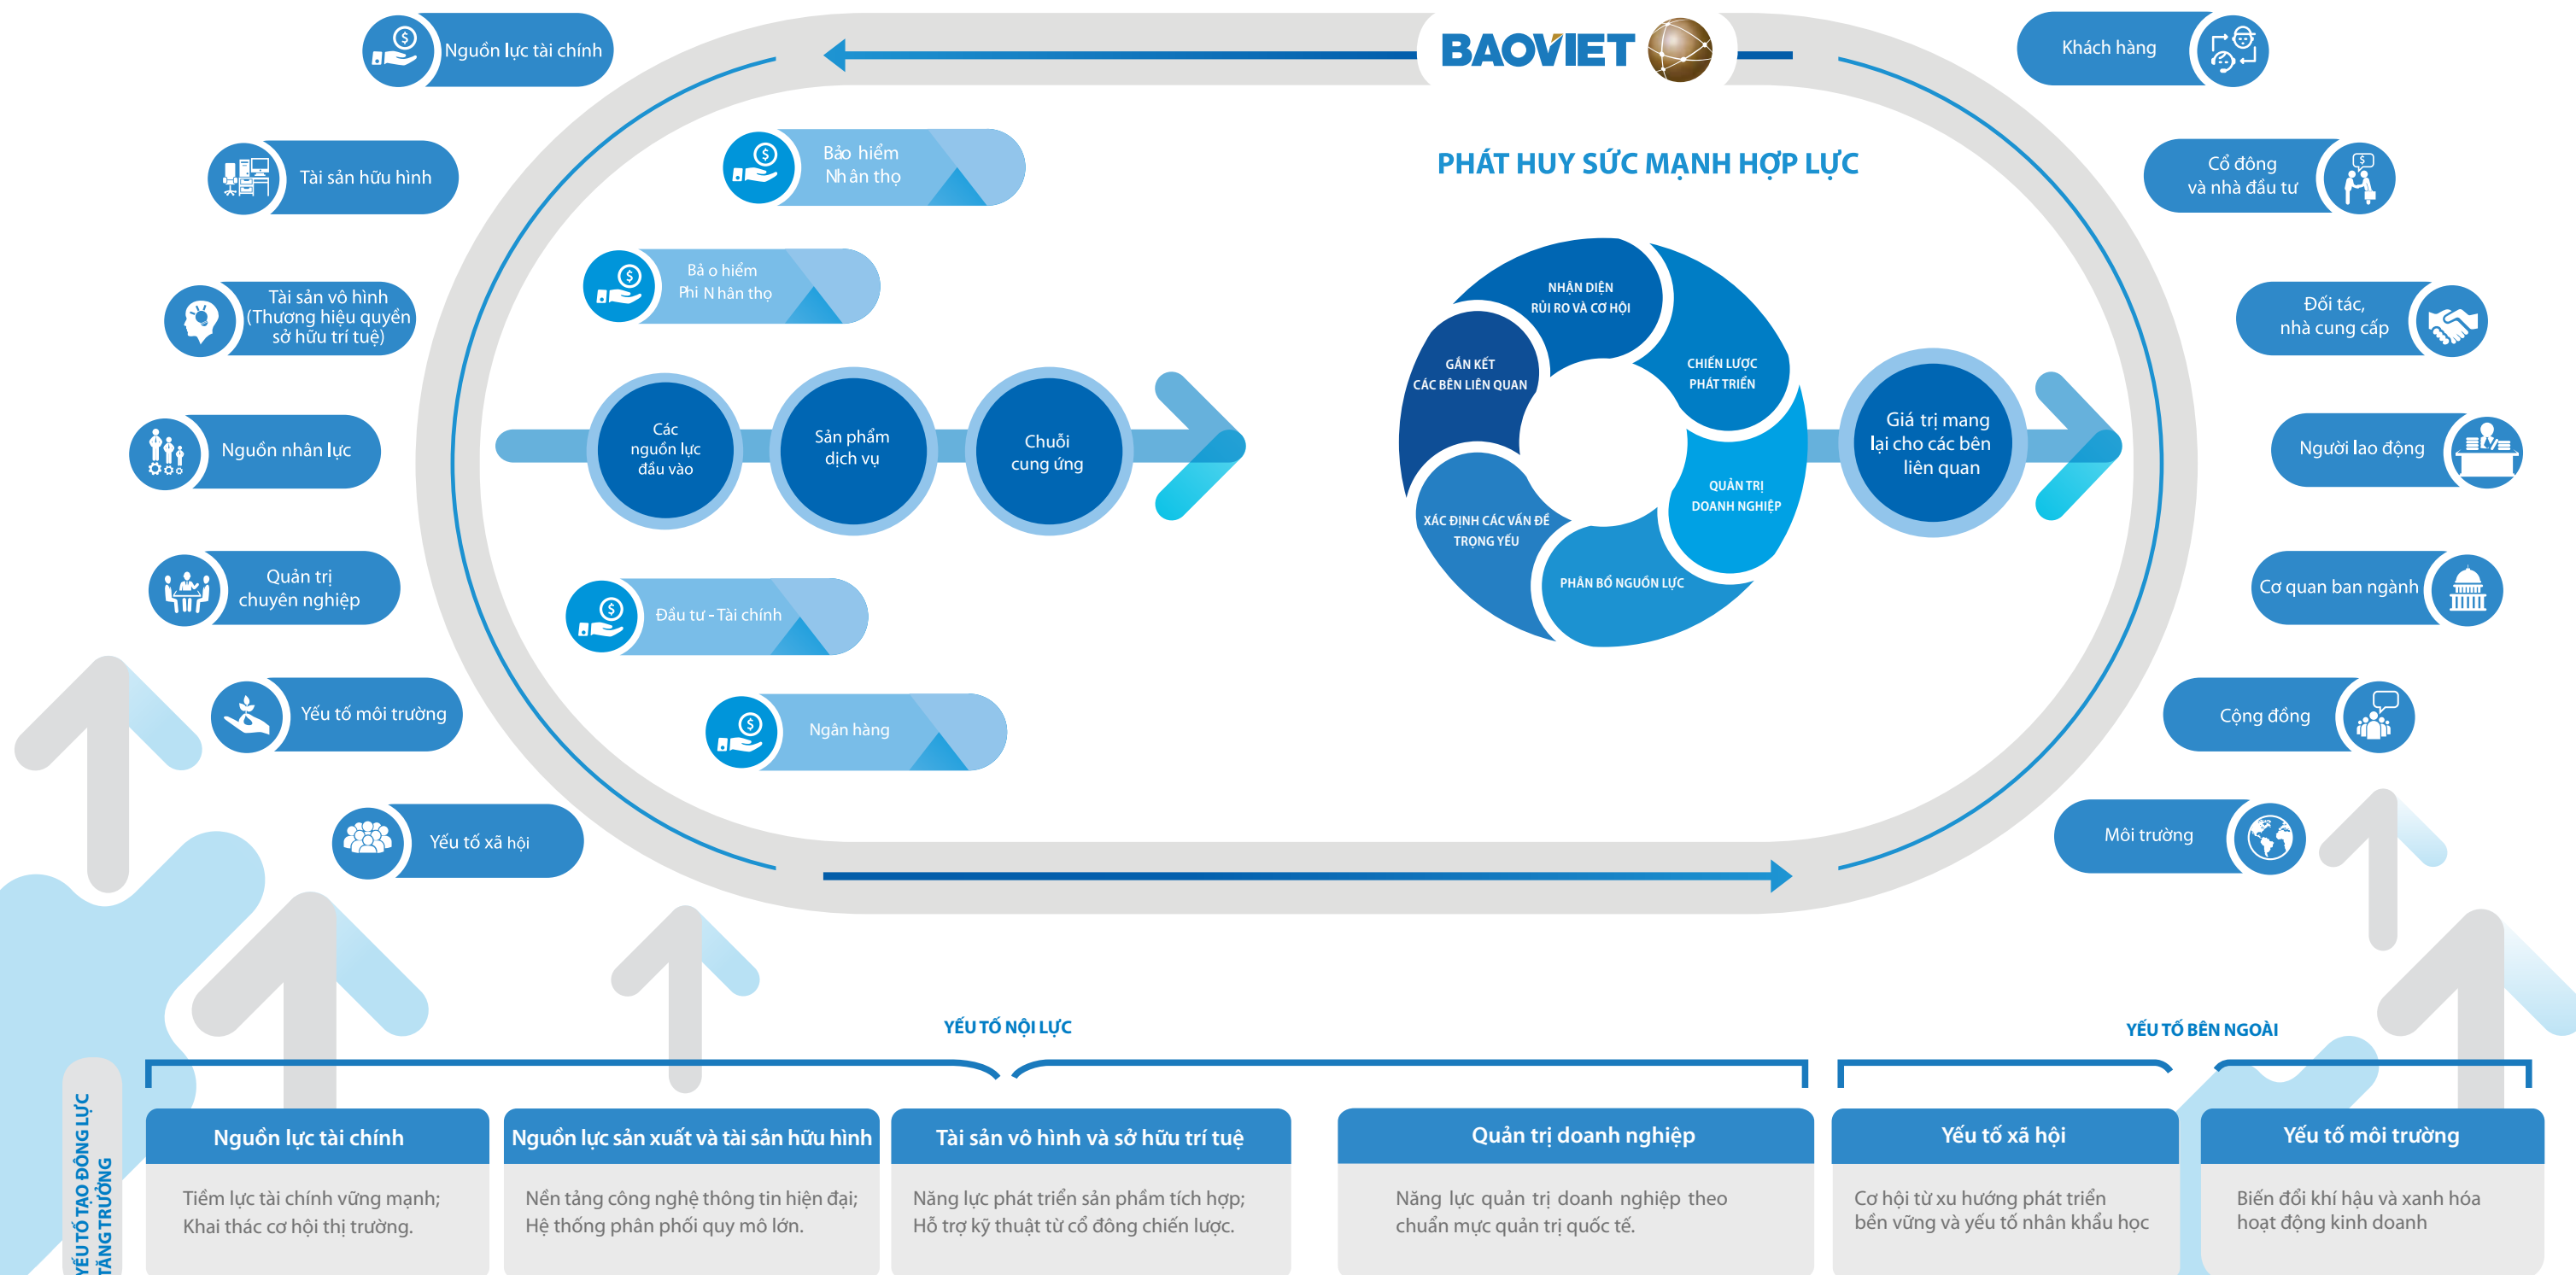 BAOVIET
Nguồn lực tài chính
Tài sản hữu hình
Tài sản vô hình
(Thương hiệu quyền
sở hữu trí tuệ)
Nguồn nhân lực
Quản trị
chuyên nghiệp
Yếu tố môi trường
Yếu tố xã hội
Bảo hiểm
Nhân thọ
Bảo hiểm
Phi Nhân thọ
Các
nguồn lực
đầu vào
Sản phẩm
dịch vụ
Chuỗi
cung ứng
Đầu tư - Tài chính
Ngân hàng
PHÁT HUY SỨC MẠNH HỢP LỰC
NHẬN DIỆN
RỦI RO VÀ CƠ HỘI
CHIẾN LƯỢC
PHÁT TRIỂN
QUẢN TRỊ
DOANH NGHIỆP
PHÂN BỔ NGUỒN LỰC
XÁC ĐỊNH CÁC VẤN ĐỀ
TRỌNG YẾU
GẮN KẾT
CÁC BÊN LIÊN QUAN
Giá trị mang
lại cho các bên
liên quan
Khách hàng
Cổ đông
và nhà đầu tư
Đối tác,
nhà cung cấp
Người lao động
Cơ quan ban ngành
Cộng đồng
Môi trường
YẾU TỐ TẠO ĐỘNG LỰC
TĂNG TRƯỞNG
YẾU TỐ NỘI LỰC
Nguồn lực tài chính
Tiềm lực tài chính vững mạnh;
Khai thác cơ hội thị trường.
Nguồn lực sản xuất và tài sản hữu hình
Nền tảng công nghệ thông tin hiện đại;
Hệ thống phân phối quy mô lớn.
Tài sản vô hình và sở hữu trí tuệ
Năng lực phát triển sản phầm tích hợp;
Hỗ trợ kỹ thuật từ cổ đông chiến lược.
Quản trị doanh nghiệp
Năng lực quản trị doanh nghiệp theo
chuẩn mực quản trị quốc tế.
YẾU TỐ BÊN NGOÀI
Yếu tố xã hội
Cơ hội từ xu hướng phát triển
bền vững và yếu tố nhân khẩu học
Yếu tố môi trường
Biến đổi khí hậu và xanh hóa
hoạt động kinh doanh